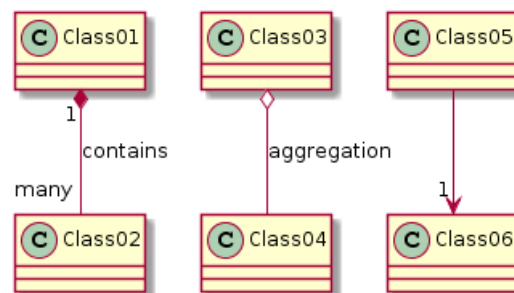 C Class01
C Class03
C Class05
1
contains
aggregation
many
1
C Class02
C Class04
C Class06